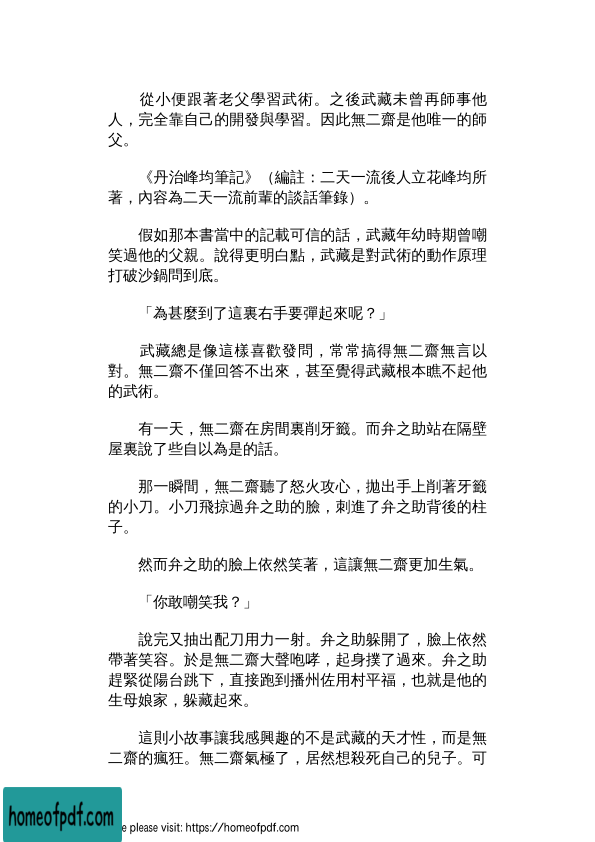 從小便跟著老父學習武術。之後武藏未曾再師事他
人，完全靠自己的開發與學習。因此無二齋是他唯一的師
父。
《丹治峰均筆記》（編註：二天一流後人立花峰均所
著，內容為二天一流前輩的談話筆錄）。
假如那本書當中的記載可信的話，武藏年幼時期曾嘲
笑過他的父親。說得更明白點，武藏是對武術的動作原理
打破沙鍋問到底。
「為甚麼到了這裏右手要彈起來呢？」
武藏總是像這樣喜歡發問，常常搞得無二齋無言以
對。無二齋不僅回答不出來，甚至覺得武藏根本瞧不起他
的武術。
有一天，無二齋在房間裏削牙籤。而弁之助站在隔壁
屋裏說了些自以為是的話。
那一瞬間，無二齋聽了怒火攻心，拋出手上削著牙籤
的小刀。小刀飛掠過弁之助的臉，刺進了弁之助背後的柱
子。
然而弁之助的臉上依然笑著，這讓無二齋更加生氣。
「你敢嘲笑我？」
說完又抽出配刀用力一射。弁之助躲開了，臉上依然
帶著笑容。於是無二齋大聲咆哮，起身撲了過來。弁之助
趕緊從陽台跳下，直接跑到播州佐用村平福，也就是他的
生母娘家，躲藏起來。
這則小故事讓我感興趣的不是武藏的天才性，而是無
二齋的瘋狂。無二齋氣極了，居然想殺死自己的兒子。可
homeofpdf.com
please visit: https://homeofpdf.com